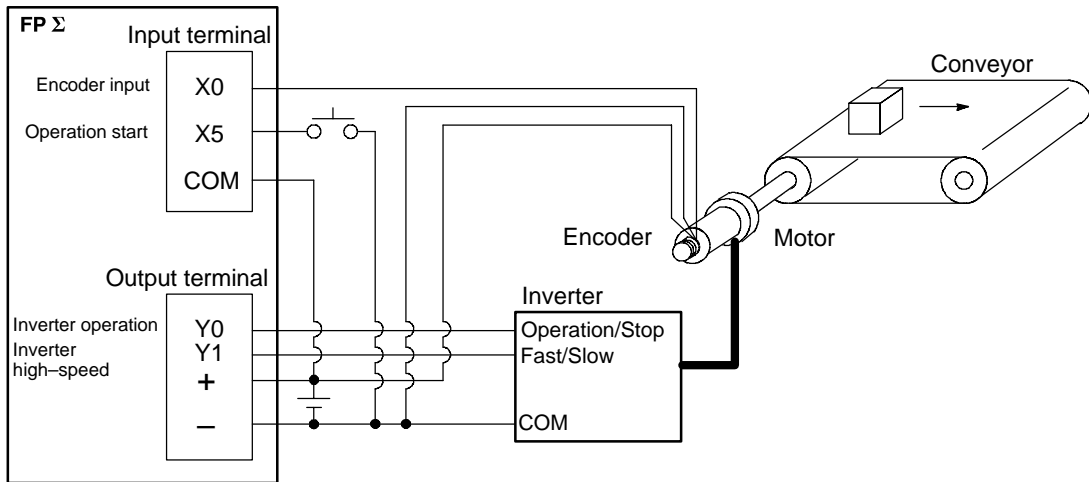 FP Σ
Input terminal
Encoder input
X0
Operation start
X5
COM
Conveyor
Encoder
Motor
Output terminal
Inverter
Inverter operation
Y0
Operation/Stop
Inverter
high–speed
Y1
Fast/Slow
+
–
COM